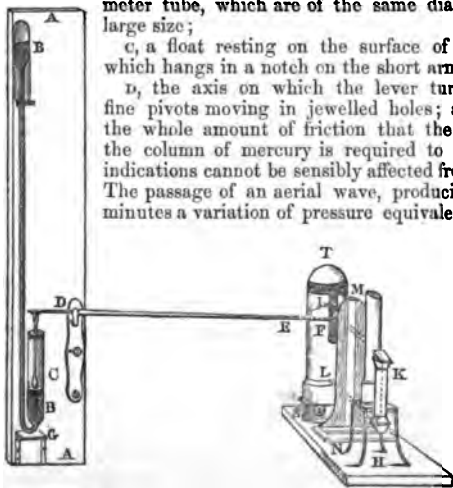 meter tube, which are of the same dia
large size;
C, a float resting on the surface of
which hangs in a notch on the short arm
D, the axis on which the lever tur
fine pivots moving in jewelled holes; a
the whole amount of friction that the
the column of mercury is required to
indications cannot be sensibly affected fr
The passage of an aerial wave, produci
minutes a variation of pressure equivale
A
B
T
M
L
D
E
F
C
L
K
B
G
N
H
A